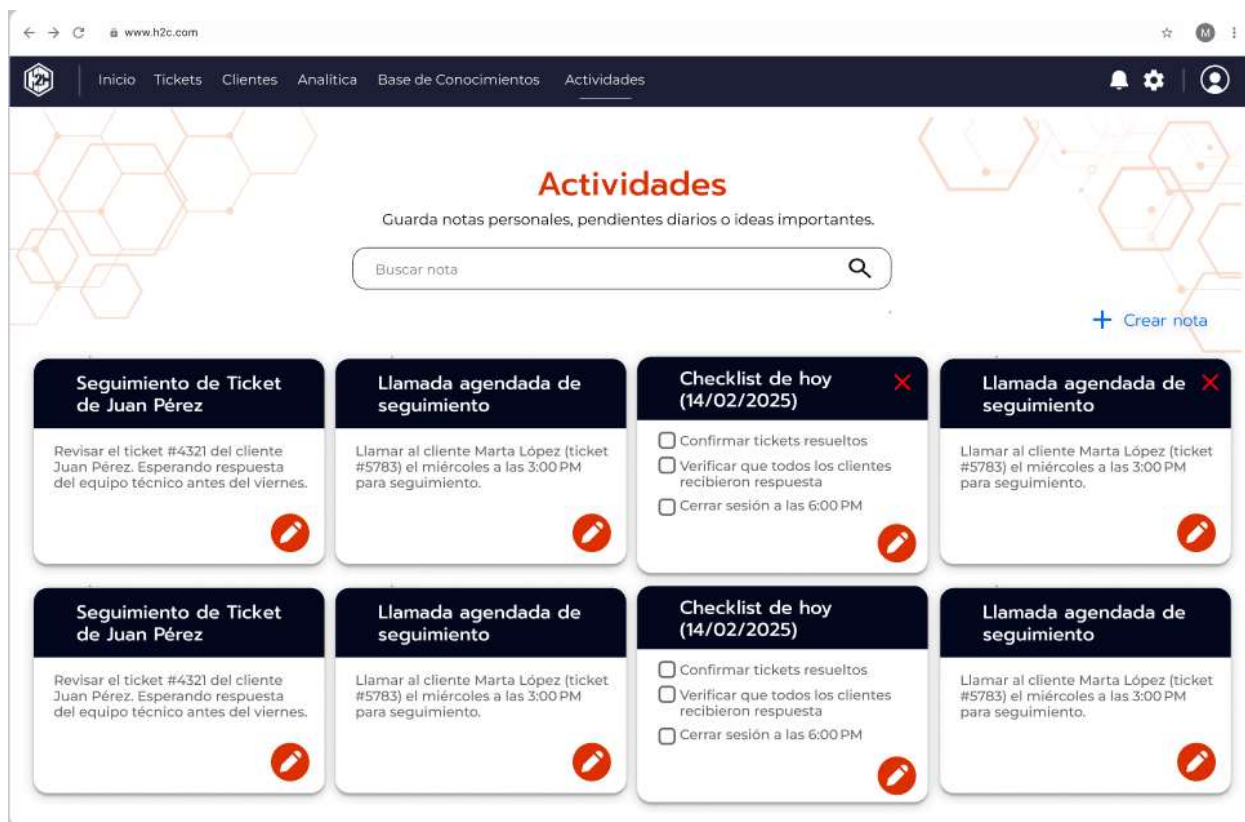 www.h2c.com
M
H2C
Inicio Tickets Clientes Analítica Base de Conocimientos Actividades
Actividades
Guarda notas personales, pendientes diarios o ideas importantes.
Buscar nota
+ Crear nota
Seguimiento de Ticket
de Juan Pérez
Revisar el ticket #4321 del cliente
Juan Pérez. Esperando respuesta
del equipo técnico antes del viernes.
Llamada agendada de
seguimiento
Llamar al cliente Marta López (ticket
#5783) el miércoles a las 3:00 PM
para seguimiento.
Checklist de hoy
(14/02/2025)
Confirmar tickets resueltos
Verificar que todos los clientes
recibieron respuesta
Cerrar sesión a las 6:00 PM
Llamada agendada de
seguimiento
Llamar al cliente Marta López (ticket
#5783) el miércoles a las 3:00 PM
para seguimiento.
Seguimiento de Ticket
de Juan Pérez
Revisar el ticket #4321 del cliente
Juan Pérez. Esperando respuesta
del equipo técnico antes del viernes.
Llamada agendada de
seguimiento
Llamar al cliente Marta López (ticket
#5783) el miércoles a las 3:00 PM
para seguimiento.
Checklist de hoy
(14/02/2025)
Confirmar tickets resueltos
Verificar que todos los clientes
recibieron respuesta
Cerrar sesión a las 6:00 PM
Llamada agendada de
seguimiento
Llamar al cliente Marta López (ticket
#5783) el miércoles a las 3:00 PM
para seguimiento.